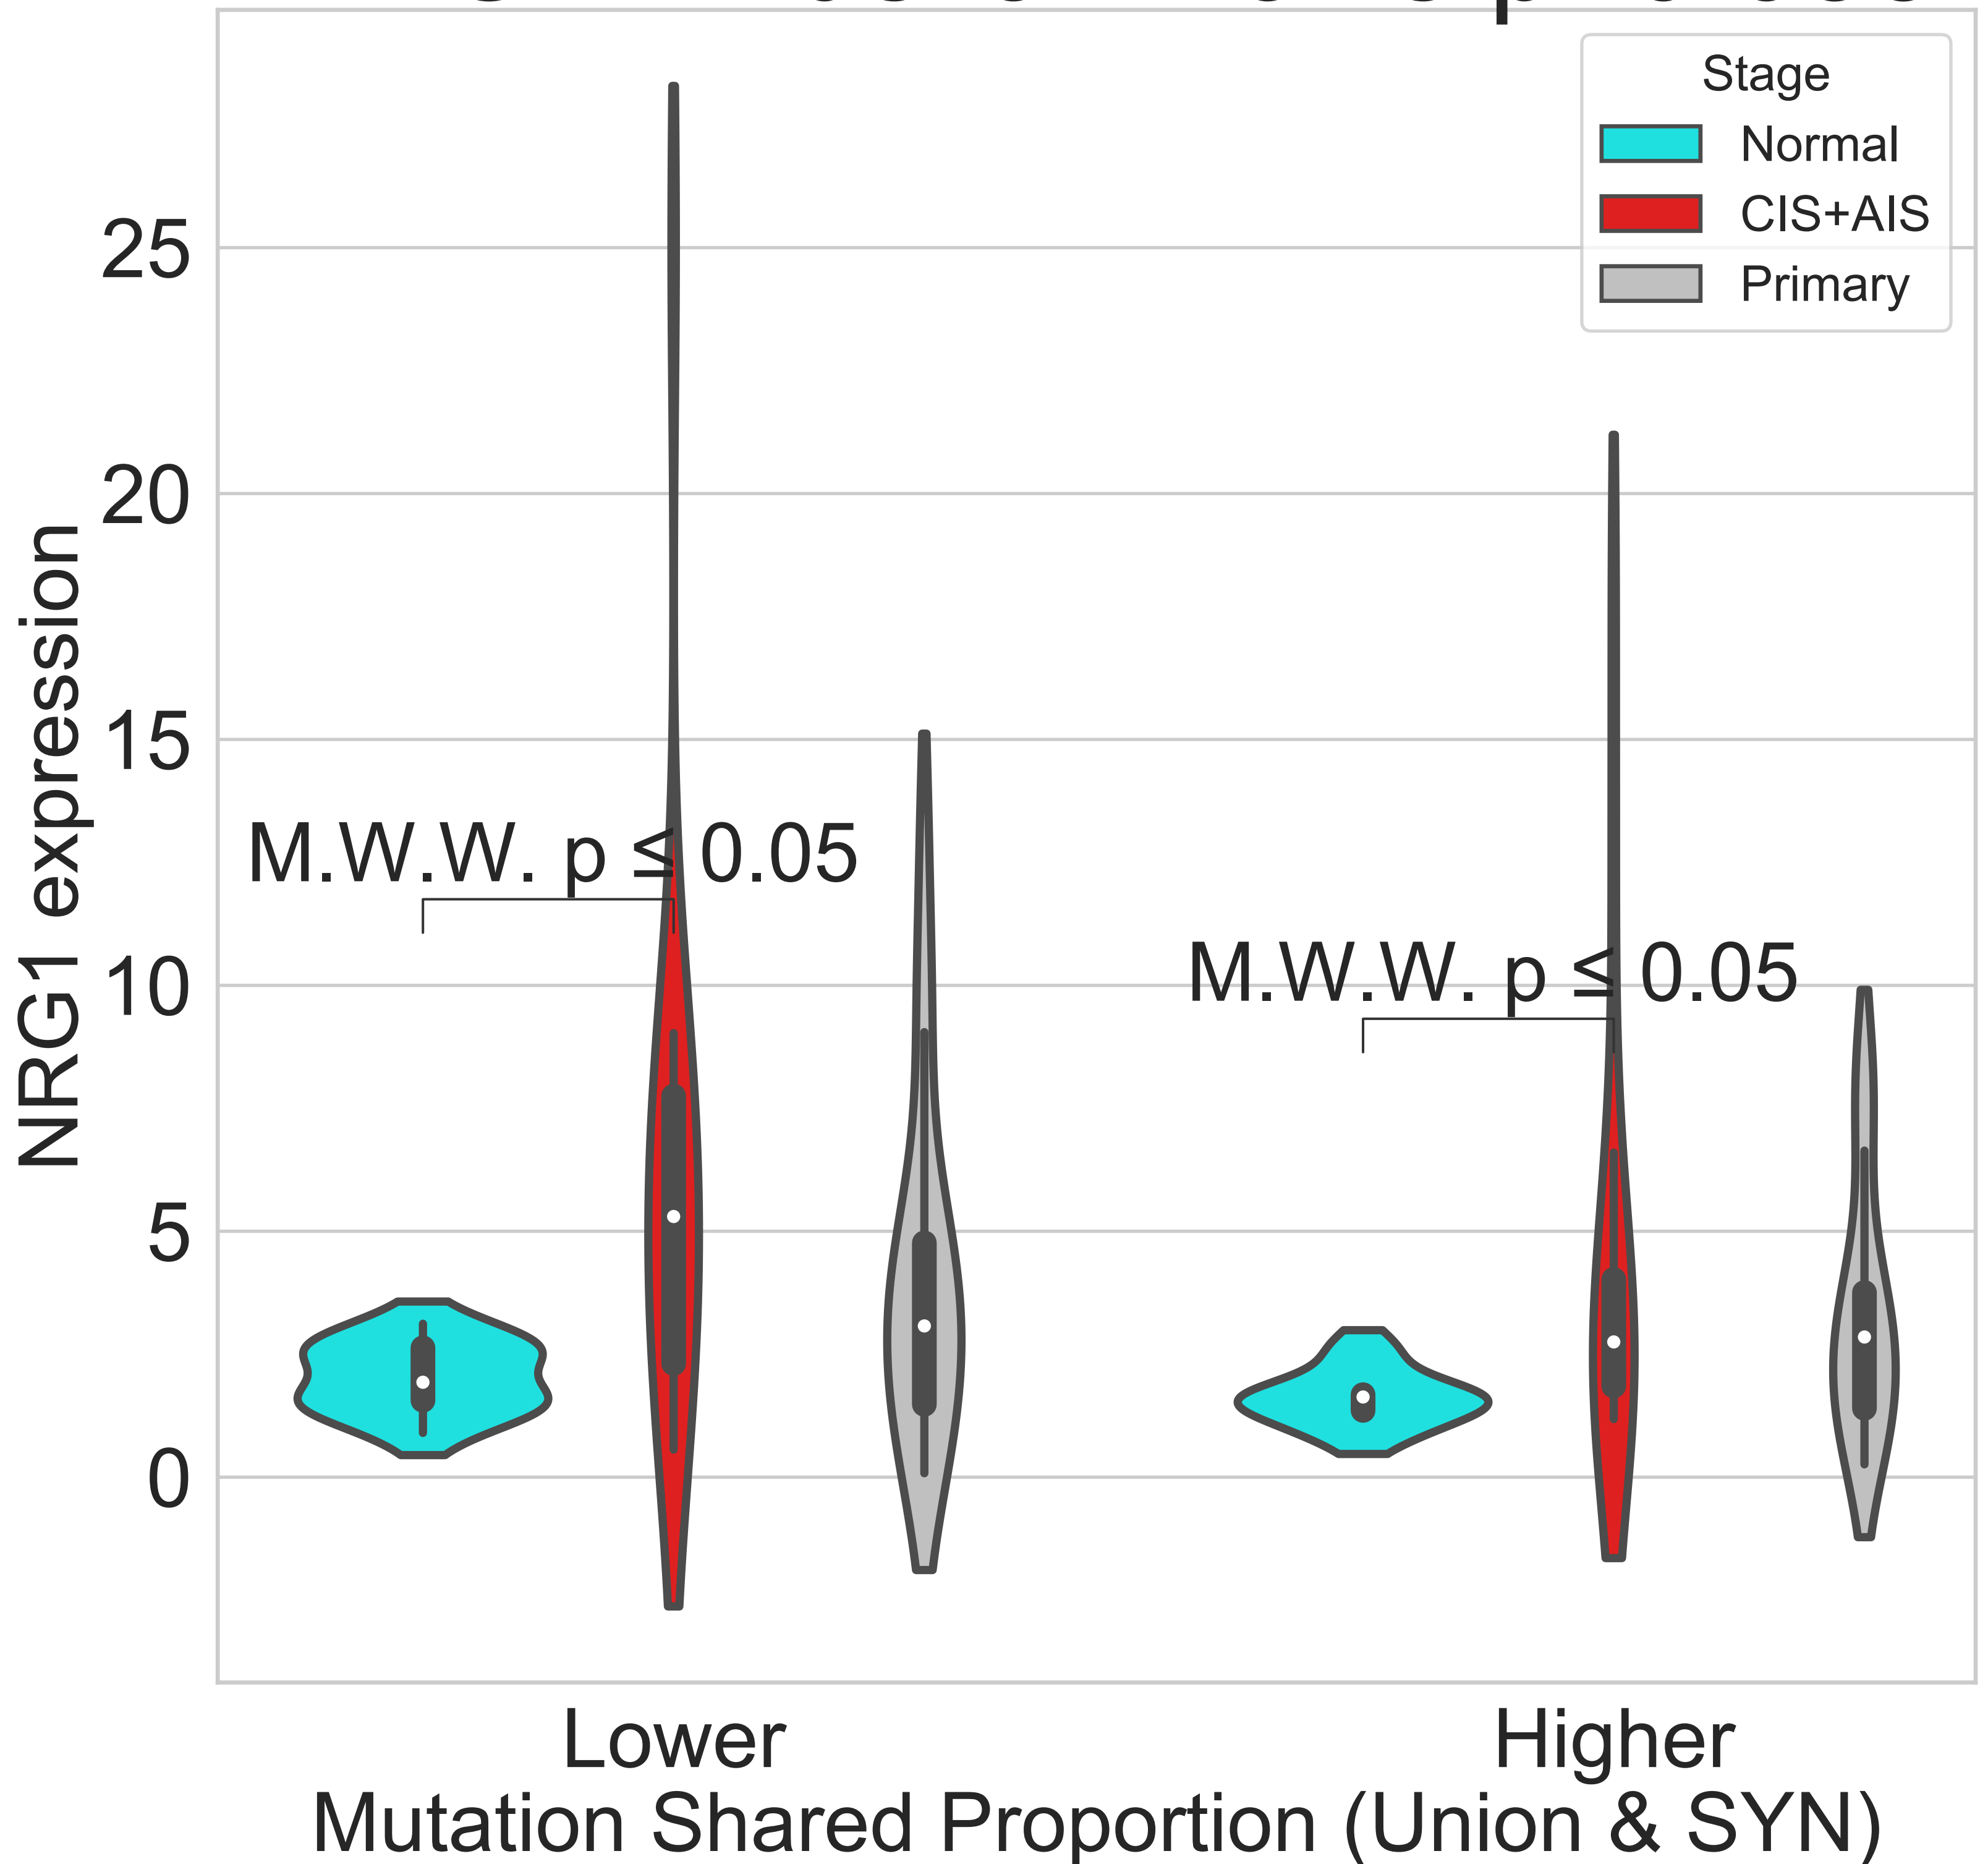 Stage
Normal
CIS+AIS
Primary
25
20
15
10
5
0
NRG1 expression
M.W.W. p ≤ 0.05
M.W.W. p ≤ 0.05
Lower
Higher
Mutation Shared Proportion (Union & SYN)